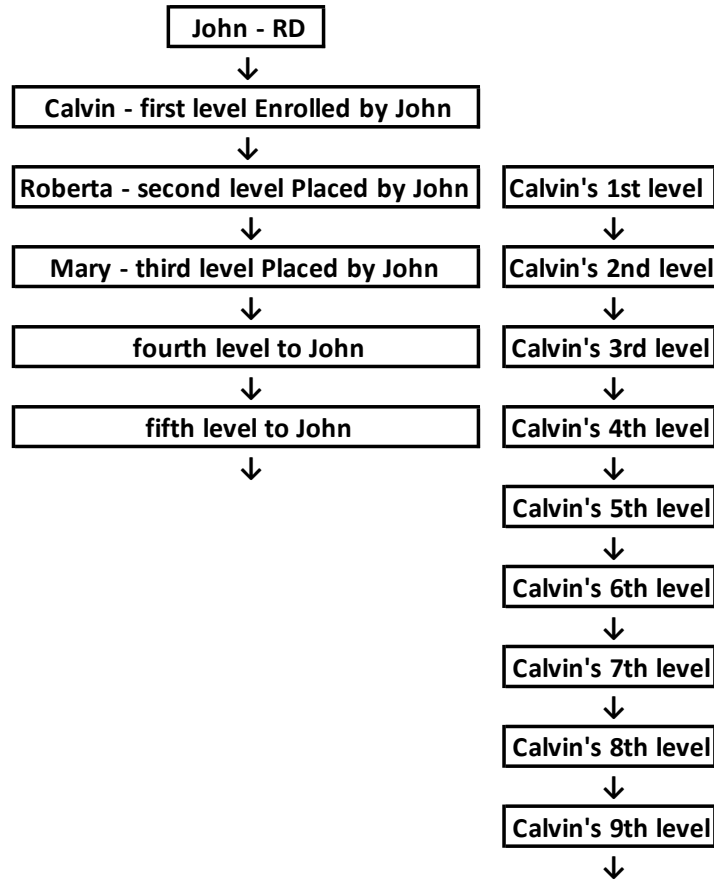 John - RD
Calvin - first level Enrolled by John
Roberta - second level Placed by John
Calvin's 1st level
Mary - third level Placed by John
Calvin's 2nd level
fourth level to John
Calvin's 3rd level
fifth level to John
Calvin's 4th level
Calvin's 5th level
Calvin's 6th level
Calvin's 7th level
Calvin's 8th level
Calvin's 9th level